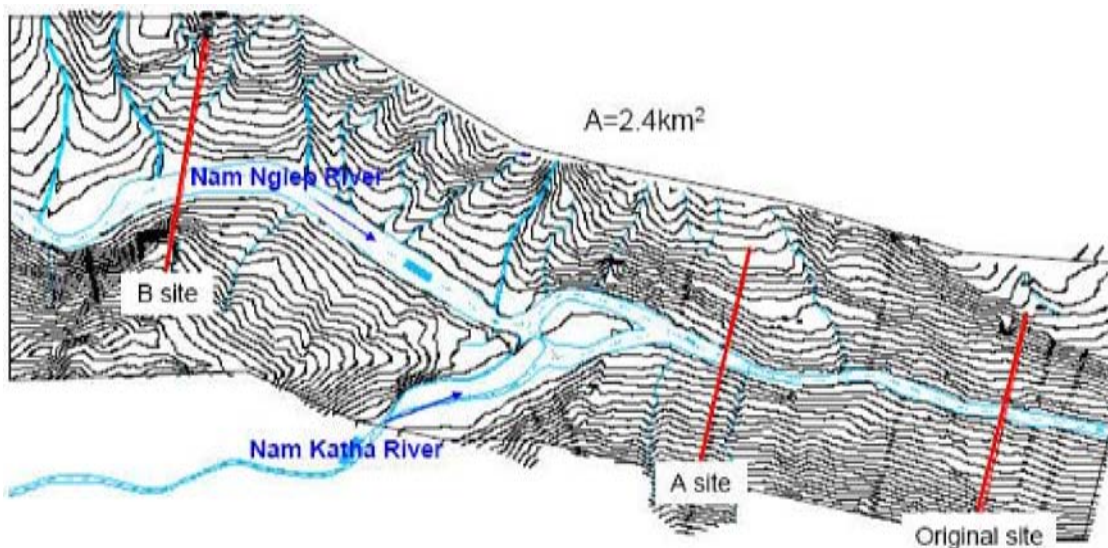 A=2.4km²
Nam Ngiep River
B site
Nam Katha River
A site
Original site